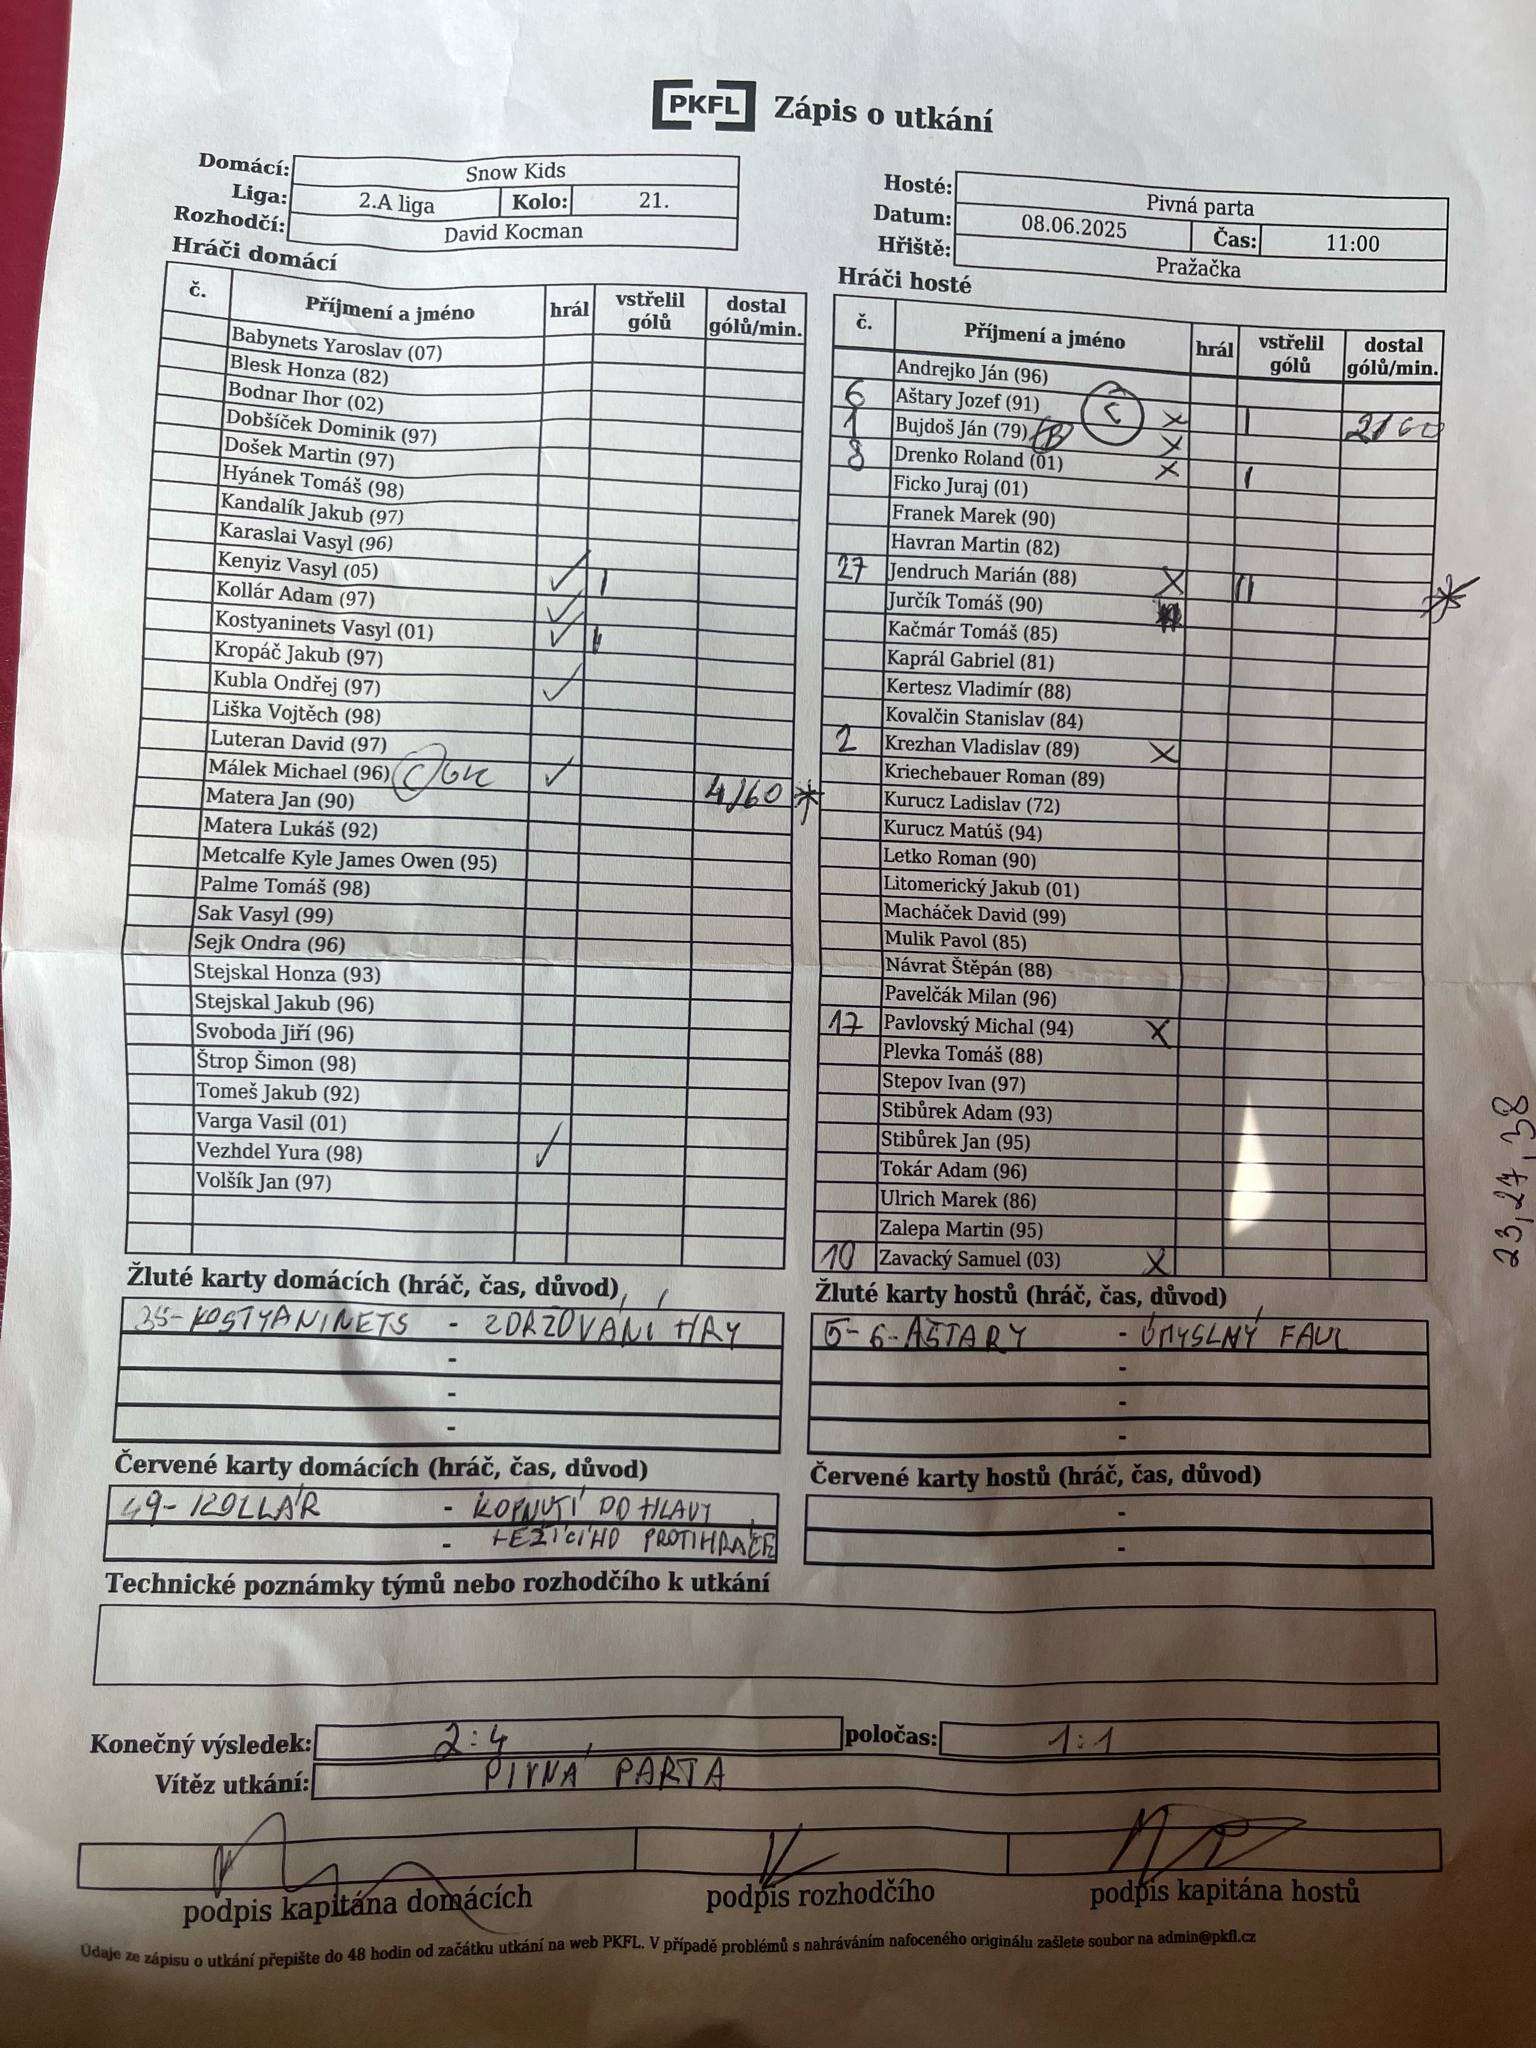 PKFL Zápis o utkání
Domácí: Snow Kids
Liga: 2.A liga Kolo: 21.
Rozhodčí: David Kocman
Hosté: Pivná parta
Datum: 08.06.2025 Čas: 11:00
Hřiště: Pražačka
Hráči domácí
č. Příjmení a jméno hrál vstřelil gólů dostal gólů/min.
Babynets Yaroslav (07)
Blesk Honza (82)
Bodnar Ihor (02)
Dobšíček Dominik (97)
Došek Martin (97)
Hyánek Tomáš (98)
Kandalík Jakub (97)
Karaslai Vasyl (96)
Kenyiz Vasyl (05) ✓ I
Kollár Adam (97) ✓
Kostyaninets Vasyl (01) ✓ I
Kropáč Jakub (97)
Kubla Ondřej (97) ✓
Liška Vojtěch (98)
Luteran David (97)
Málek Michael (96) C GK ✓ 4/60 *
Matera Jan (90)
Matera Lukáš (92)
Metcalfe Kyle James Owen (95)
Palme Tomáš (98)
Sak Vasyl (99)
Sejk Ondra (96)
Stejskal Honza (93)
Stejskal Jakub (96)
Svoboda Jiří (96)
Štrop Šimon (98)
Tomeš Jakub (92)
Varga Vasil (01)
Vezhdel Yura (98) ✓
Volšík Jan (97)
Hráči hosté
č. Příjmení a jméno hrál vstřelil gólů dostal gólů/min.
Andrejko Ján (96)
6 Aštary Jozef (91) C x I
1 Bujdoš Ján (79) B x 2/60
8 Drenko Roland (01) x I
Ficko Juraj (01)
Franek Marek (90)
Havran Martin (82)
27 Jendruch Marián (88) x II *
Jurčík Tomáš (90)
Kačmár Tomáš (85)
Kaprál Gabriel (81)
Kertesz Vladimír (88)
Kovalčin Stanislav (84)
2 Krezhan Vladislav (89) x
Kriechebauer Roman (89)
Kurucz Ladislav (72)
Kurucz Matúš (94)
Letko Roman (90)
Litomerický Jakub (01)
Macháček David (99)
Mulik Pavol (85)
Návrat Štěpán (88)
Pavelčák Milan (96)
17 Pavlovský Michal (94) x
Plevka Tomáš (88)
Stepov Ivan (97)
Stibůrek Adam (93)
Stibůrek Jan (95)
Tokár Adam (96)
Ulrich Marek (86)
Zalepa Martin (95)
10 Zavacký Samuel (03) x
23, 27, 38
Žluté karty domácích (hráč, čas, důvod)
35-KOSTYANINETS - ZDRŽOVÁNÍ HRY
-
-
-
Žluté karty hostů (hráč, čas, důvod)
5-6-AŠTARY - ÚMYSLNÝ FAUL
-
-
-
Červené karty domácích (hráč, čas, důvod)
49-KOLLÁR - KOPNUTÍ DO HLAVY
- LEŽÍCÍHO PROTIHRÁČE
Červené karty hostů (hráč, čas, důvod)
-
-
Technické poznámky týmů nebo rozhodčího k utkání
Konečný výsledek: 2:4 poločas: 1:1
Vítěz utkání: PIVNÁ PARTA
podpis kapitána domácích podpis rozhodčího podpis kapitána hostů
Údaje ze zápisu o utkání přepište do 48 hodin od začátku utkání na web PKFL. V případě problémů s nahráváním nafoceného originálu zašlete soubor na admin@pkfl.cz